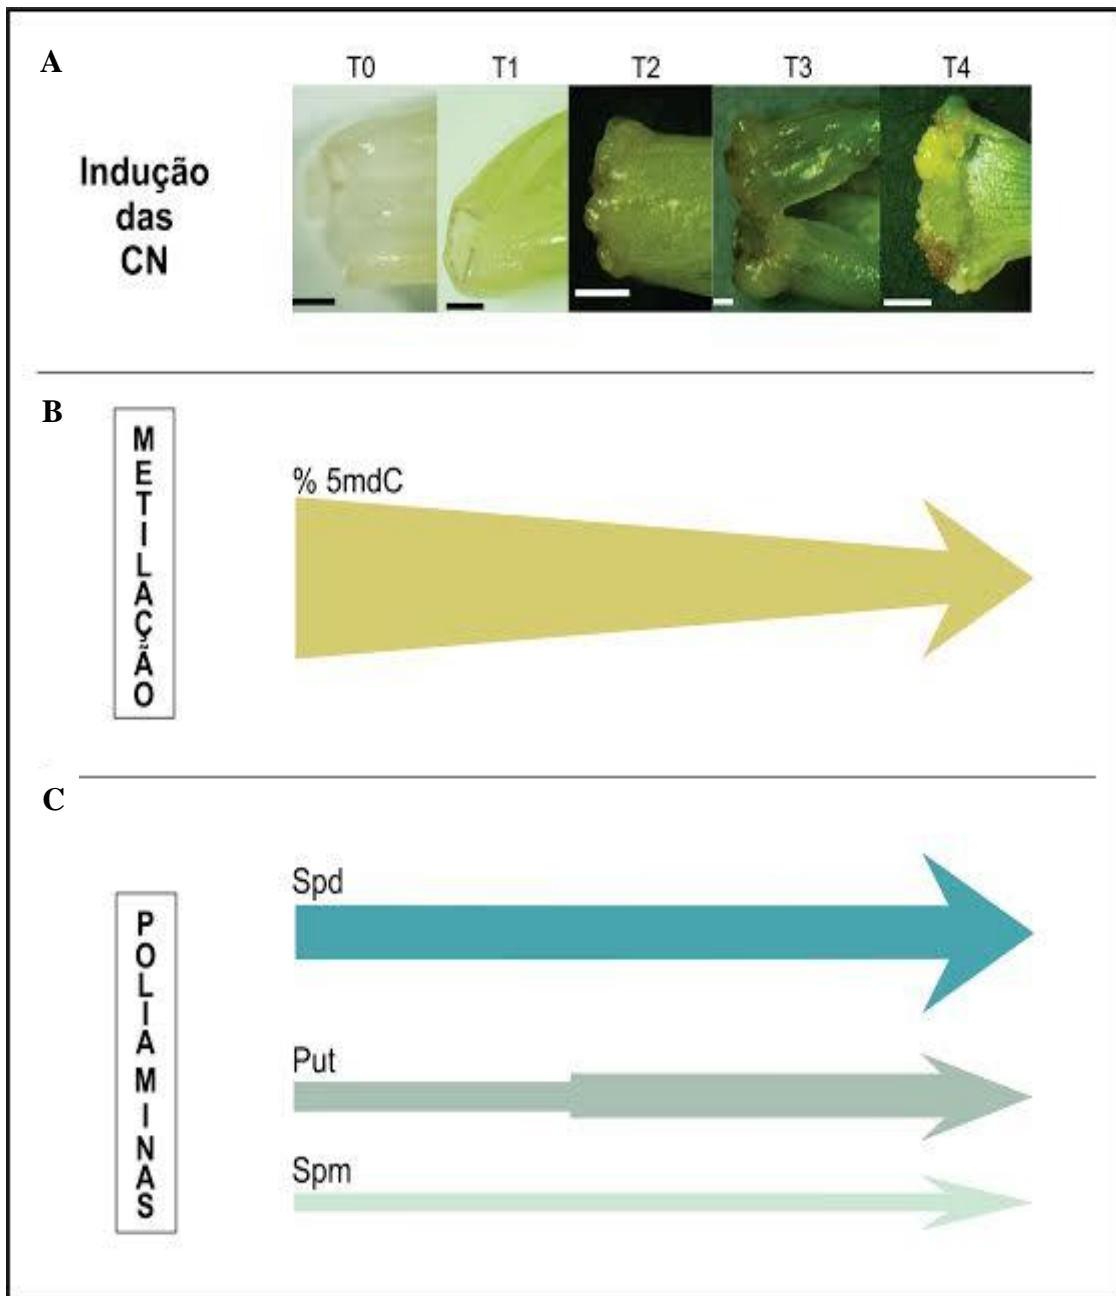 A
T0 T1 T2 T3 T4
Indução
das
CN
B
METILAÇÃO
% 5mdC
C
POLIAMINAS
Spd
Put
Spm